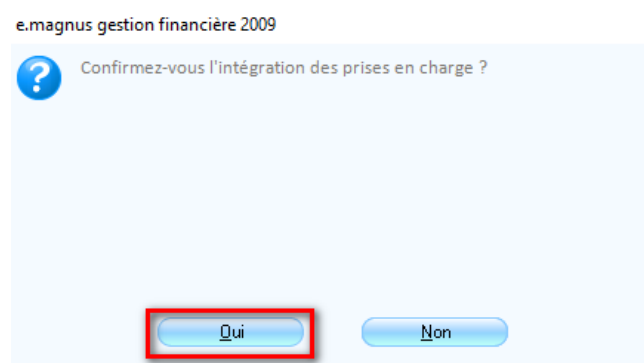 e.magnus gestion financière 2009
Confirmez-vous l'intégration des prises en charge ?
Oui
Non